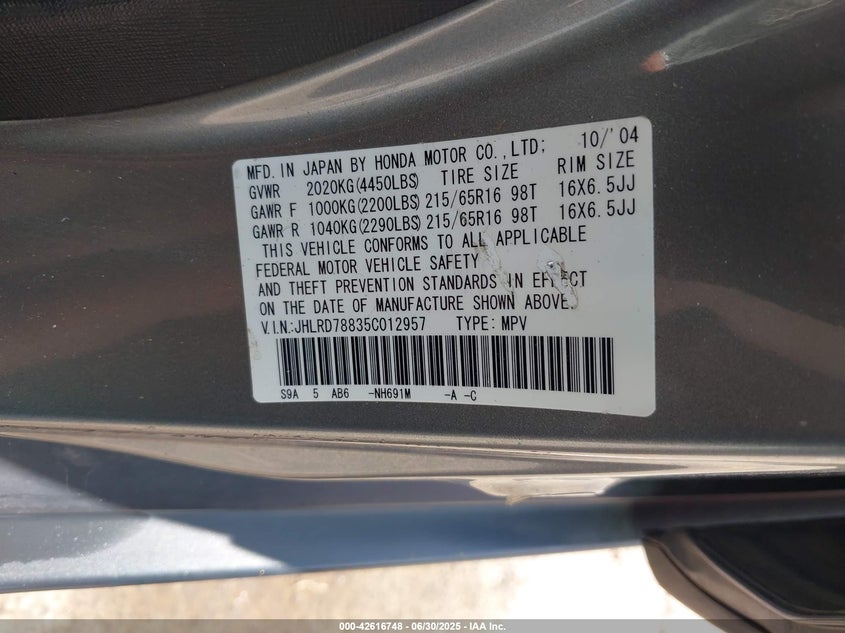 MFD. IN JAPAN BY HONDA MOTOR CO.,LTD; 10/'04
GVWR 2020KG(4450LBS) TIRE SIZE RIM SIZE
GAWR F 1000KG(2200LBS) 215/65R16 98T 16X6.5JJ
GAWR R 1040KG(2290LBS) 215/65R16 98T 16X6.5JJ
THIS VEHICLE CONFORMS TO ALL APPLICABLE
FEDERAL MOTOR VEHICLE SAFETY
AND THEFT PREVENTION STANDARDS IN EFFECT
ON THE DATE OF MANUFACTURE SHOWN ABOVE.
V.I.N:JHLRD78835C012957 TYPE: MPV
S9A 5 AB6 -NH691M -A -C
000-42616748 - 06/30/2025 - IAA Inc.